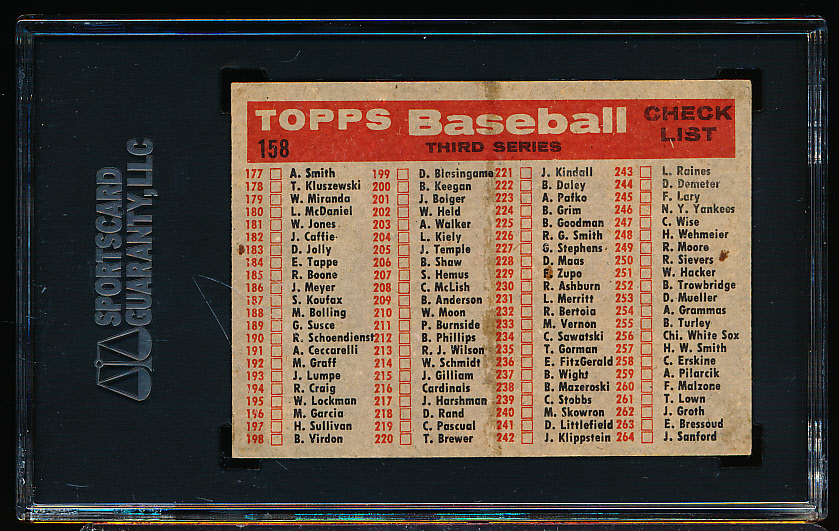 SPORTSCARD
GUARANTY, LLC
TOPPS Baseball CHECK LIST
158 THIRD SERIES
177 A. Smith
178 T. Kluszewski
179 W. Miranda
180 L. McDaniel
181 W. Jones
182 J. Caffie
183 D. Jolly
184 E. Tappe
185 R. Boone
186 J. Meyer
187 S. Koufax
188 M. Bolling
189 G. Susce
190 R. Schoendienst
191 A. Ceccarelli
192 M. Graff
193 J. Lumpe
194 R. Craig
195 W. Lockman
196 M. Garcia
197 H. Sullivan
198 B. Virdon
199 D. Blasingame
200 B. Keegan
201 J. Bolger
202 W. Held
203 A. Walker
204 L. Kiely
205 J. Temple
206 B. Shaw
207 S. Hemus
208 C. McLish
209 B. Anderson
210 W. Moon
211 P. Burnside
212 B. Phillips
213 R. J. Wilson
214 W. Schmidt
215 J. Gilliam
216 Cardinals
217 J. Harshman
218 D. Rand
219 C. Pascual
220 T. Brewer
221 J. Kindall
222 B. Daley
223 A. Pafko
224 B. Grim
225 B. Goodman
226 R. G. Smith
227 G. Stephens
228 D. Maas
229 F. Zupo
230 R. Ashburn
231 L. Merritt
232 R. Bertoia
233 M. Vernon
234 C. Sawatski
235 T. Gorman
236 E. FitzGerald
237 B. Wight
238 B. Mazeroski
239 C. Stobbs
240 M. Skowron
241 D. Littlefield
242 J. Klippstein
243 L. Raines
244 D. Demeter
245 F. Lary
246 N. Y. Yankees
247 C. Wise
248 H. Wehmeier
249 R. Moore
250 R. Sievers
251 W. Hacker
252 B. Trowbridge
253 D. Mueller
254 A. Grammas
255 B. Turley
256 Chi. White Sox
257 H. W. Smith
258 C. Erskine
259 A. Pilarcik
260 F. Malzone
261 T. Lown
262 J. Groth
263 E. Bressoud
264 J. Sanford